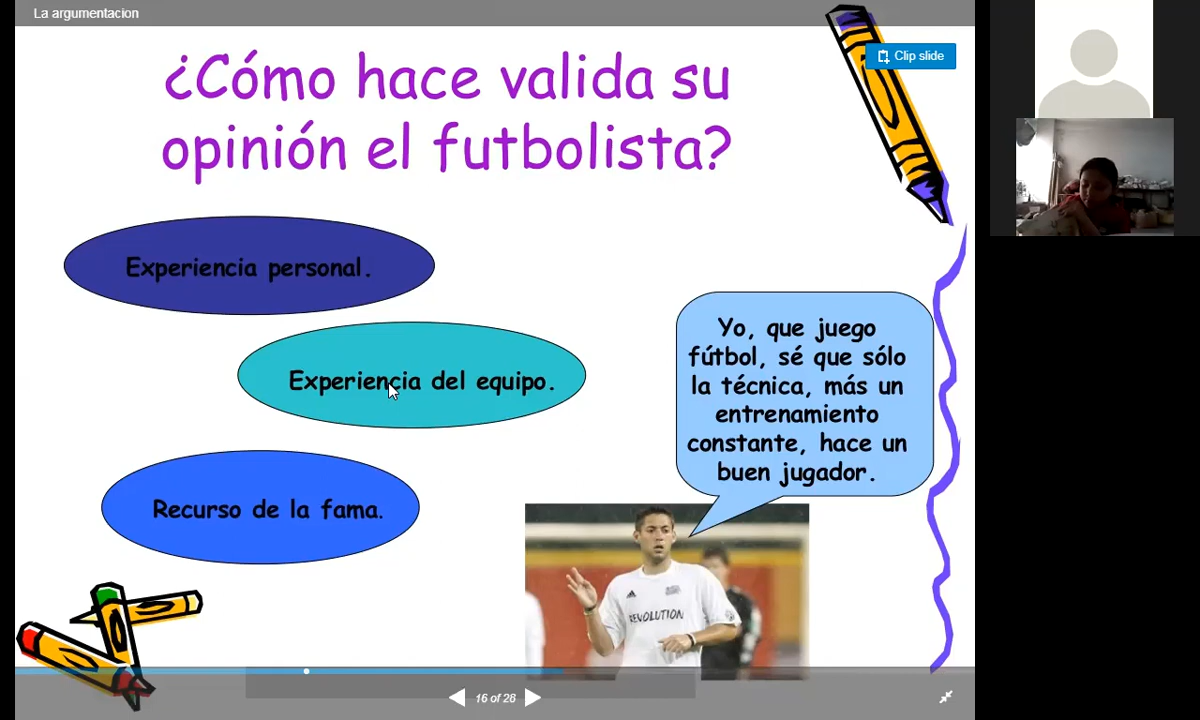 La argumentacion
Clip slide
¿Cómo hace valida su
opinión el futbolista?
Experiencia personal.
Experiencia del equipo.
Recurso de la fama.
Yo, que juego
fútbol, sé que sólo
la técnica, más un
entrenamiento
constante, hace un
buen jugador.
REVOLUTION
16 of 28